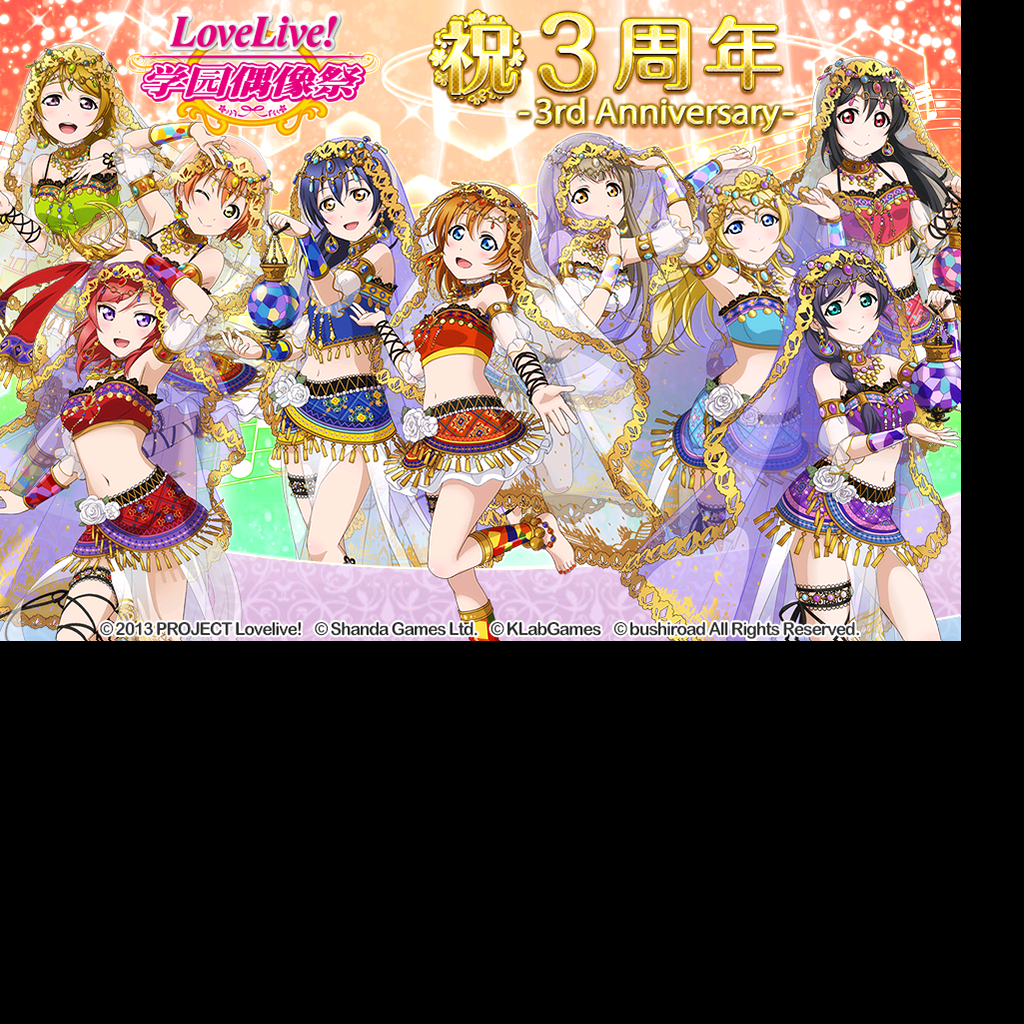 LoveLive!
学园偶像祭
祝3周年
-3rd Anniversary-
© 2013 PROJECT Lovelive! © Shanda Games Ltd. © KLabGames © bushiroad All Rights Reserved.